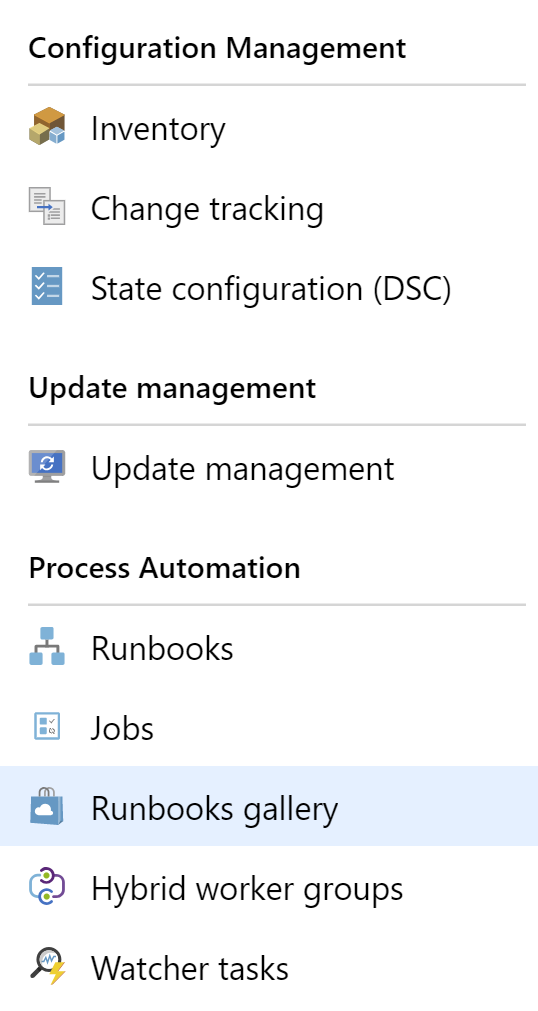 Configuration Management
Inventory
Change tracking
State configuration (DSC)
Update management
Update management
Process Automation
Runbooks
Jobs
Runbooks gallery
Hybrid worker groups
Watcher tasks